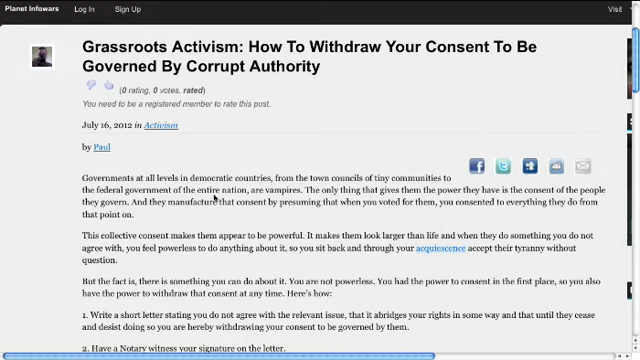 Planet Infowars Log In Sign Up Visit
Grassroots Activism: How To Withdraw Your Consent To Be
Governed By Corrupt Authority
(0 rating, 0 votes, rated)
You need to be a registered member to rate this post.
July 16, 2012 in Activism
by Paul
Governments at all levels in democratic countries, from the town councils of tiny communities to
the federal government of the entire nation, are vampires. The only thing that gives them the power they have is the consent of the people
they govern. And they manufacture that consent by presuming that when you voted for them, you consented to everything they do from
that point on.
This collective consent makes them appear to be powerful. It makes them look larger than life and when they do something you do not
agree with, you feel powerless to do anything about it, so you sit back and through your acquiescence accept their tyranny without
question.
But the fact is, there is something you can do about it. You are not powerless. You had the power to consent in the first place, so you also
have the power to withdraw that consent at any time. Here's how:
1. Write a short letter stating you do not agree with the relevant issue, that it abridges your rights in some way and that until they cease
and desist doing so you are hereby withdrawing your consent to be governed by them.
2. Have a Notary witness your signature on the letter.